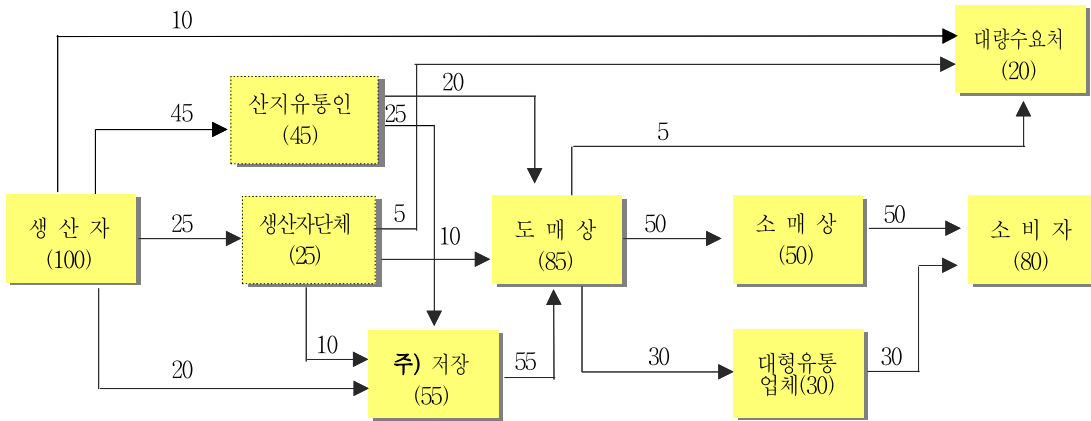 10
대량수요처
(20)
20
산지유통인
(45)
45
25
5
생 산 자
(100)
25
생산자단체
(25)
5
10
도 매 상
(85)
50
소 매 상
(50)
50
소 비 자
(80)
10
주) 저장
(55)
20
55
30
대형유통
업체(30)
30